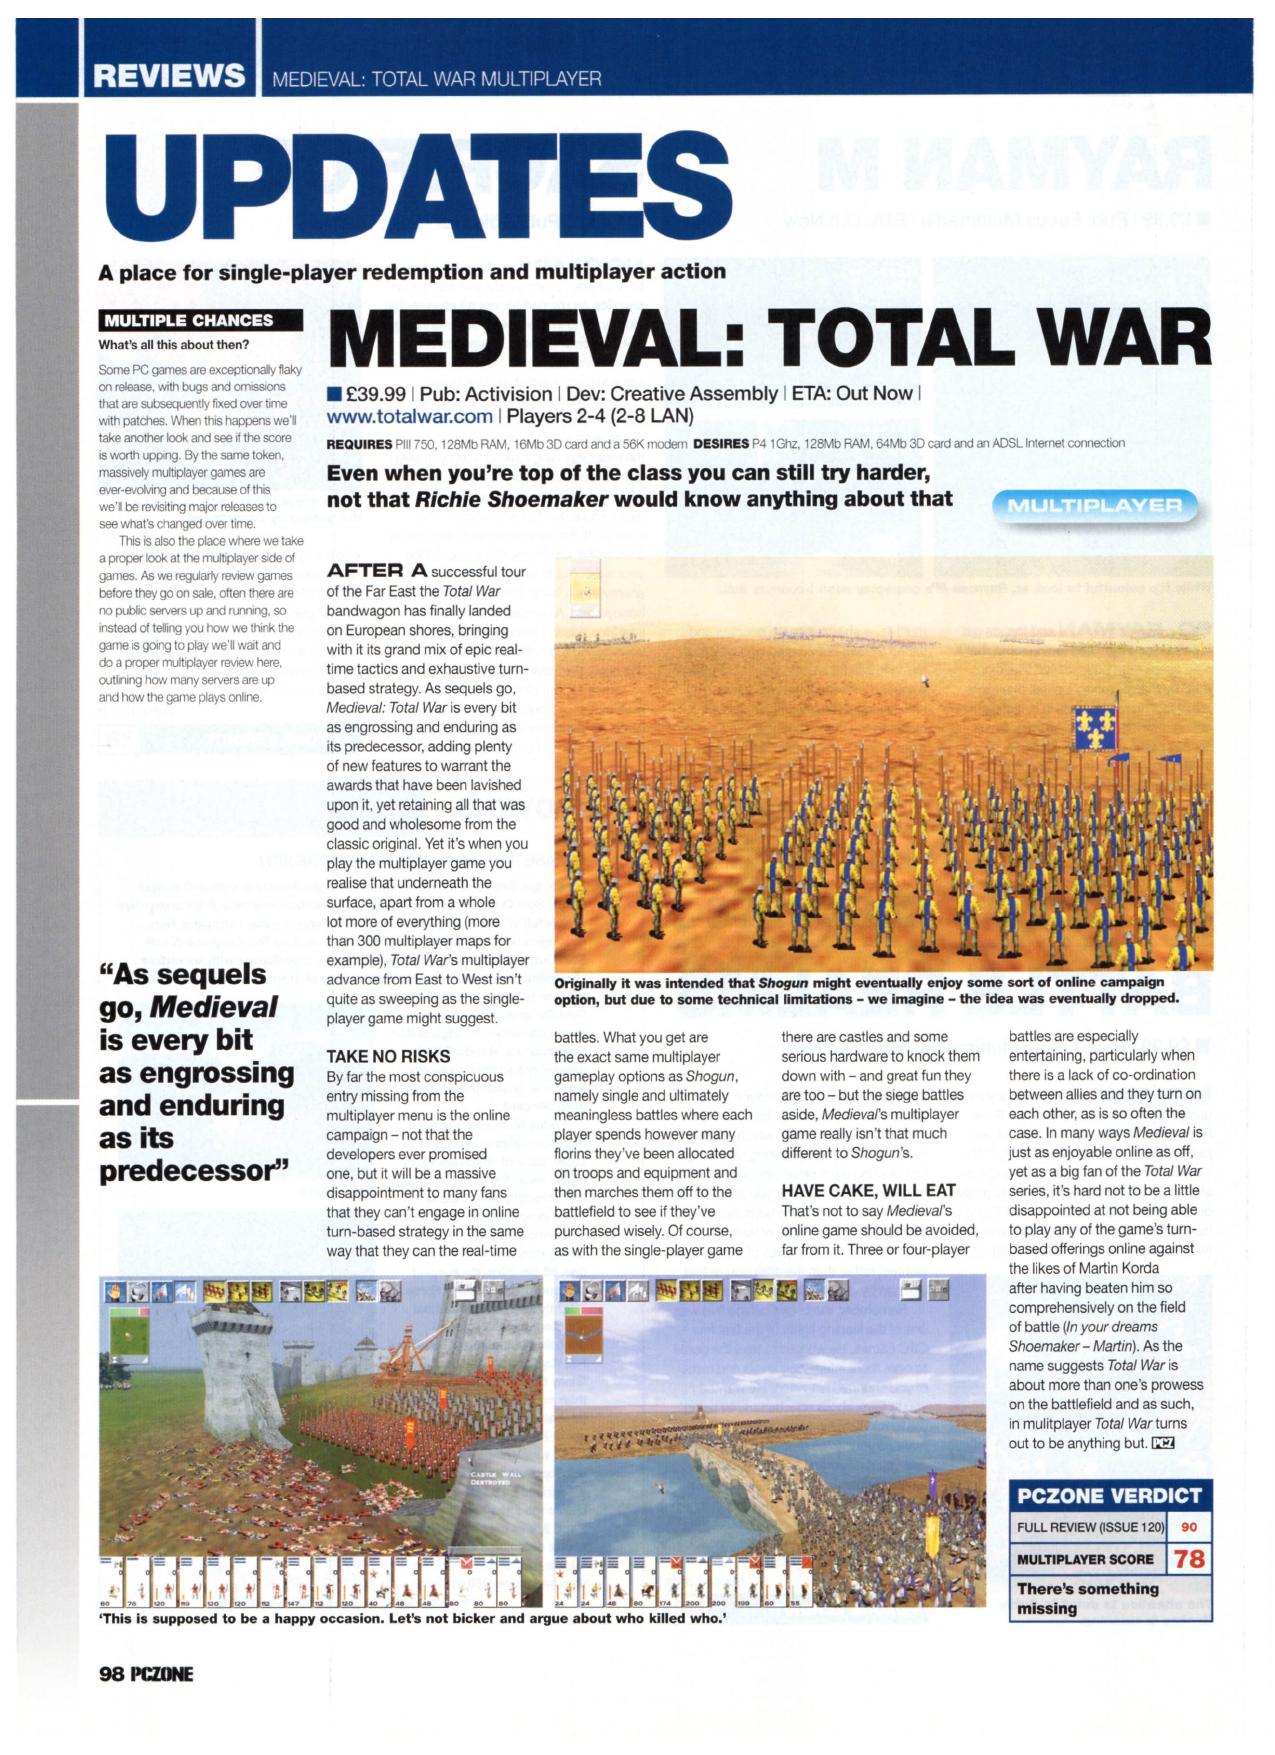 REVIEWS
MEDIEVAL: TOTAL WAR MULTIPLAYER
UPDATES
A place for single-player redemption and multiplayer action
MULTIPLE CHANCES
What's all this about then?
Some PC games are exceptionally flaky
on release, with bugs and omissions
that are subsequently fixed over time
with patches. When this happens we'll
take another look and see if the score
is worth upping. By the same token,
massively multiplayer games are
ever-evolving and because of this
we'll be revisiting major releases to
see what's changed over time.
This is also the place where we take
a proper look at the multiplayer side of
games. As we regularly review games
before they go on sale, often there are
no public servers up and running, so
instead of telling you how we think the
game is going to play we'll wait and
do a proper multiplayer review here,
outlining how many servers are up
and how the game plays online.
"As sequels
go, Medieval
is every bit
as engrossing
and enduring
as its
predecessor"
MEDIEVAL: TOTAL WAR
■ £39.99 | Pub: Activision | Dev: Creative Assembly | ETA: Out Now |
www.totalwar.com | Players 2-4 (2-8 LAN)
REQUIRES PIII 750, 128Mb RAM, 16Mb 3D card and a 56K modem DESIRES P4 1Ghz, 128Mb RAM, 64Mb 3D card and an ADSL Internet connection
Even when you're top of the class you can still try harder,
not that Richie Shoemaker would know anything about that
MULTIPLAYER
AFTER A successful tour
of the Far East the Total War
bandwagon has finally landed
on European shores, bringing
with it its grand mix of epic real-
time tactics and exhaustive turn-
based strategy. As sequels go,
Medieval: Total War is every bit
as engrossing and enduring as
its predecessor, adding plenty
of new features to warrant the
awards that have been lavished
upon it, yet retaining all that was
good and wholesome from the
classic original. Yet it's when you
play the multiplayer game you
realise that underneath the
surface, apart from a whole
lot more of everything (more
than 300 multiplayer maps for
example), Total War's multiplayer
advance from East to West isn't
quite as sweeping as the single-
player game might suggest.
TAKE NO RISKS
By far the most conspicuous
entry missing from the
multiplayer menu is the online
campaign – not that the
developers ever promised
one, but it will be a massive
disappointment to many fans
that they can't engage in online
turn-based strategy in the same
way that they can the real-time
Originally it was intended that Shogun might eventually enjoy some sort of online campaign
option, but due to some technical limitations – we imagine – the idea was eventually dropped.
battles. What you get are
the exact same multiplayer
gameplay options as Shogun,
namely single and ultimately
meaningless battles where each
player spends however many
florins they've been allocated
on troops and equipment and
then marches them off to the
battlefield to see if they've
purchased wisely. Of course,
as with the single-player game
there are castles and some
serious hardware to knock them
down with – and great fun they
are too – but the siege battles
aside, Medieval's multiplayer
game really isn't that much
different to Shogun's.
HAVE CAKE, WILL EAT
That's not to say Medieval's
online game should be avoided,
far from it. Three or four-player
battles are especially
entertaining, particularly when
there is a lack of co-ordination
between allies and they turn on
each other, as is so often the
case. In many ways Medieval is
just as enjoyable online as off,
yet as a big fan of the Total War
series, it's hard not to be a little
disappointed at not being able
to play any of the game's turn-
based offerings online against
the likes of Martin Korda
after having beaten him so
comprehensively on the field
of battle (In your dreams
Shoemaker – Martin). As the
name suggests Total War is
about more than one's prowess
on the battlefield and as such,
in mulitplayer Total War turns
out to be anything but. PCZ
CASTLE WALL
DESTROYED
'This is supposed to be a happy occasion. Let's not bicker and argue about who killed who.'
PCZONE VERDICT
FULL REVIEW (ISSUE 120) 90
MULTIPLAYER SCORE 78
There's something
missing
98 PCZONE